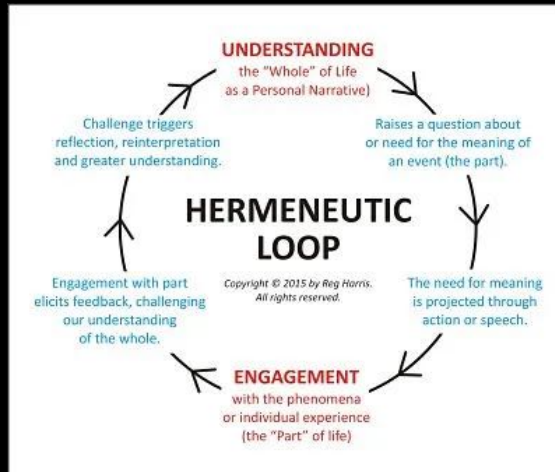 UNDERSTANDING
the "Whole" of Life
as a Personal Narrative)
Raises a question about
or need for the meaning of
an event (the part).
The need for meaning
is projected through
action or speech.
ENGAGEMENT
with the phenomena
or individual experience
(the "Part" of life)
Engagement with part
elicits feedback, challenging
our understanding
of the whole.
Challenge triggers
reflection, reinterpretation
and greater understanding.
HERMENEUTIC
LOOP
Copyright © 2015 by Reg Harris.
All rights reserved.